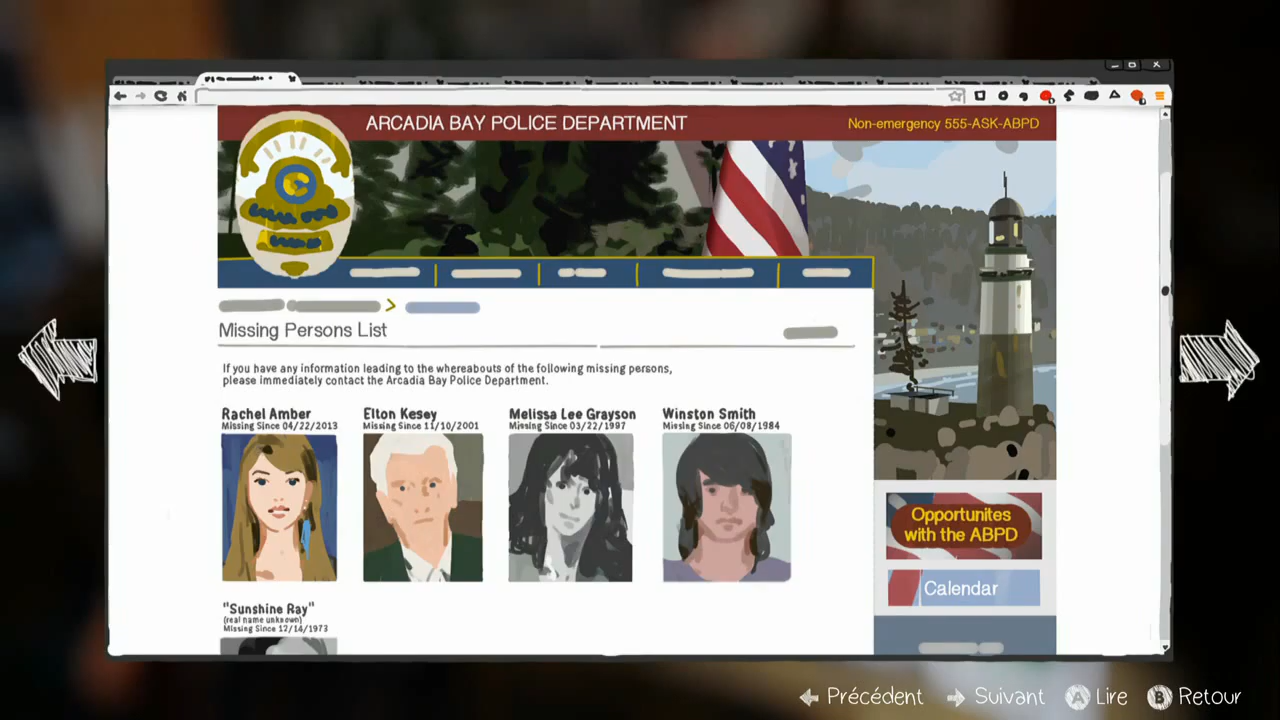 ARCADIA BAY POLICE DEPARTMENT
Non-emergency 555-ASK-ABPD
Missing Persons List
If you have any information leading to the whereabouts of the following missing persons,
please immediately contact the Arcadia Bay Police Department.
Rachel Amber
Missing Since 04/22/2013
Elton Kesey
Missing Since 11/10/2001
Melissa Lee Grayson
Missing Since 03/22/1997
Winston Smith
Missing Since 06/08/1984
"Sunshine Ray"
(real name unknown)
Missing Since 12/14/1973
Opportunites
with the ABPD
Calendar
Précédent
Suivant
A Lire
B Retour